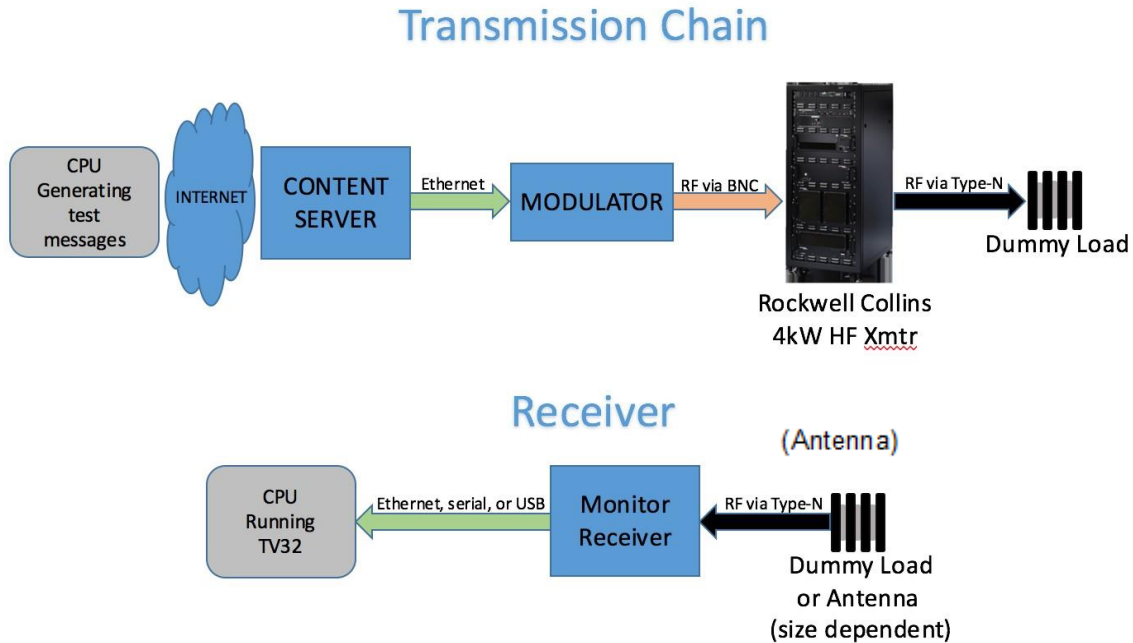 Transmission Chain
CPU
Generating
test
messages
INTERNET
CONTENT
SERVER
Ethernet
MODULATOR
RF via BNC
Rockwell Collins
4kW HF Xmtr
RF via Type-N
Dummy Load
Receiver
(Antenna)
CPU
Running
TV32
Ethernet, serial, or USB
Monitor
Receiver
RF via Type-N
Dummy Load
or Antenna
(size dependent)